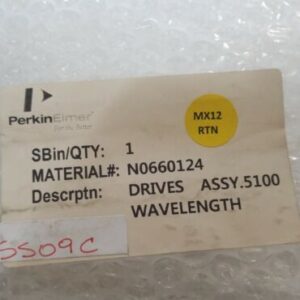 PerkinElmer
For the Better
MX12
RTN
SBin/QTY: 1
MATERIAL#: N0660124
Descrptn: DRIVES ASSY.5100
WAVELENGTH
SS09C